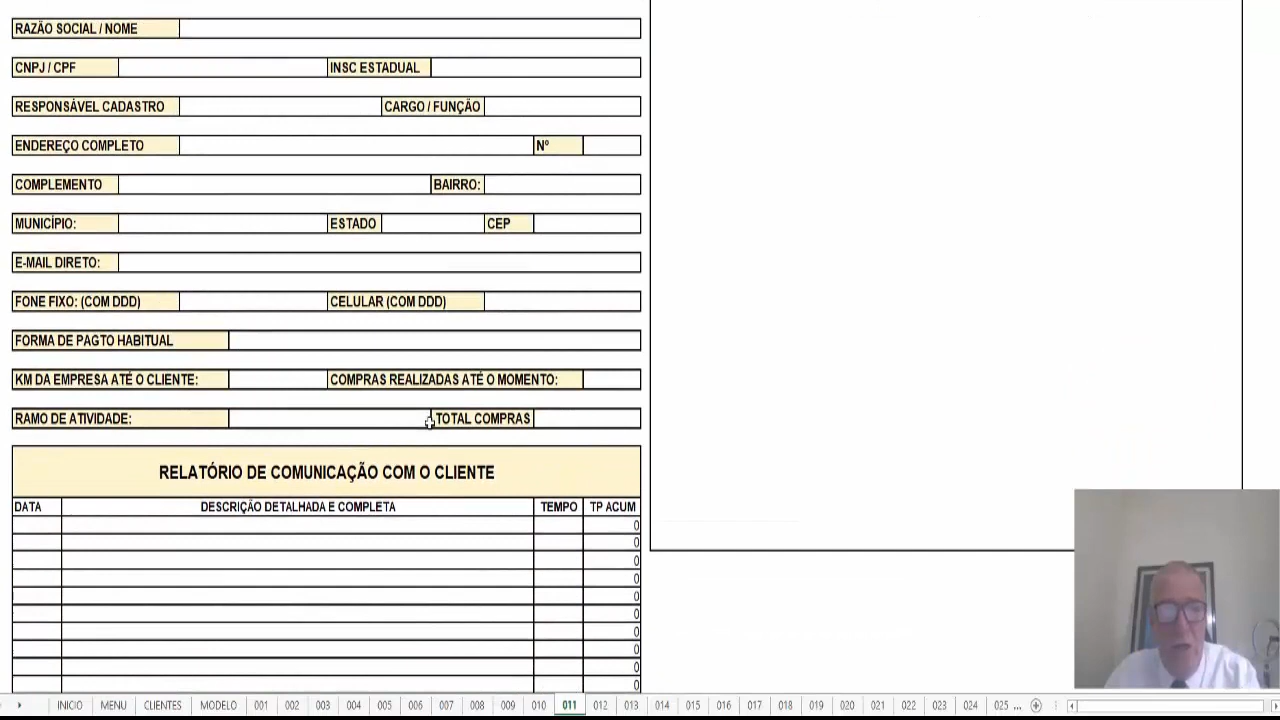 RAZÃO SOCIAL / NOME
CNPJ / CPF INSC ESTADUAL
RESPONSÁVEL CADASTRO CARGO / FUNÇÃO
ENDEREÇO COMPLETO Nº
COMPLEMENTO BAIRRO:
MUNICÍPIO: ESTADO CEP
E-MAIL DIRETO:
FONE FIXO: (COM DDD) CELULAR (COM DDD)
FORMA DE PAGTO HABITUAL
KM DA EMPRESA ATÉ O CLIENTE: COMPRAS REALIZADAS ATÉ O MOMENTO:
RAMO DE ATIVIDADE: TOTAL COMPRAS
RELATÓRIO DE COMUNICAÇÃO COM O CLIENTE
DATA DESCRIÇÃO DETALHADA E COMPLETA TEMPO TP ACUM
0
0
0
0
0
0
0
0
0
0
INICIO MENU CLIENTES MODELO 001 002 003 004 005 006 007 008 009 010 011 012 013 014 015 016 017 018 019 020 021 022 023 024 025 ...